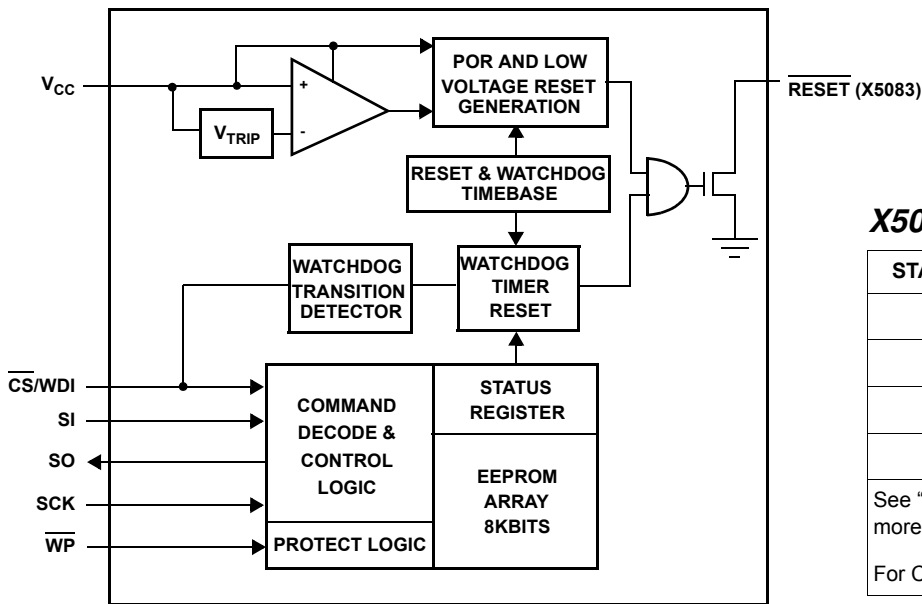 POR AND LOW
VOLTAGE RESET
GENERATION
VCC
+
-
VTRIP
RESET (X5083)
RESET & WATCHDOG
TIMEBASE
WATCHDOG
TRANSITION
DETECTOR
WATCHDOG
TIMER
RESET
CS/WDI
SI
SO
SCK
WP
COMMAND
DECODE &
CONTROL
LOGIC
PROTECT LOGIC
STATUS
REGISTER
EEPROM
ARRAY
8KBITS
X50
STA
See “
more
For C